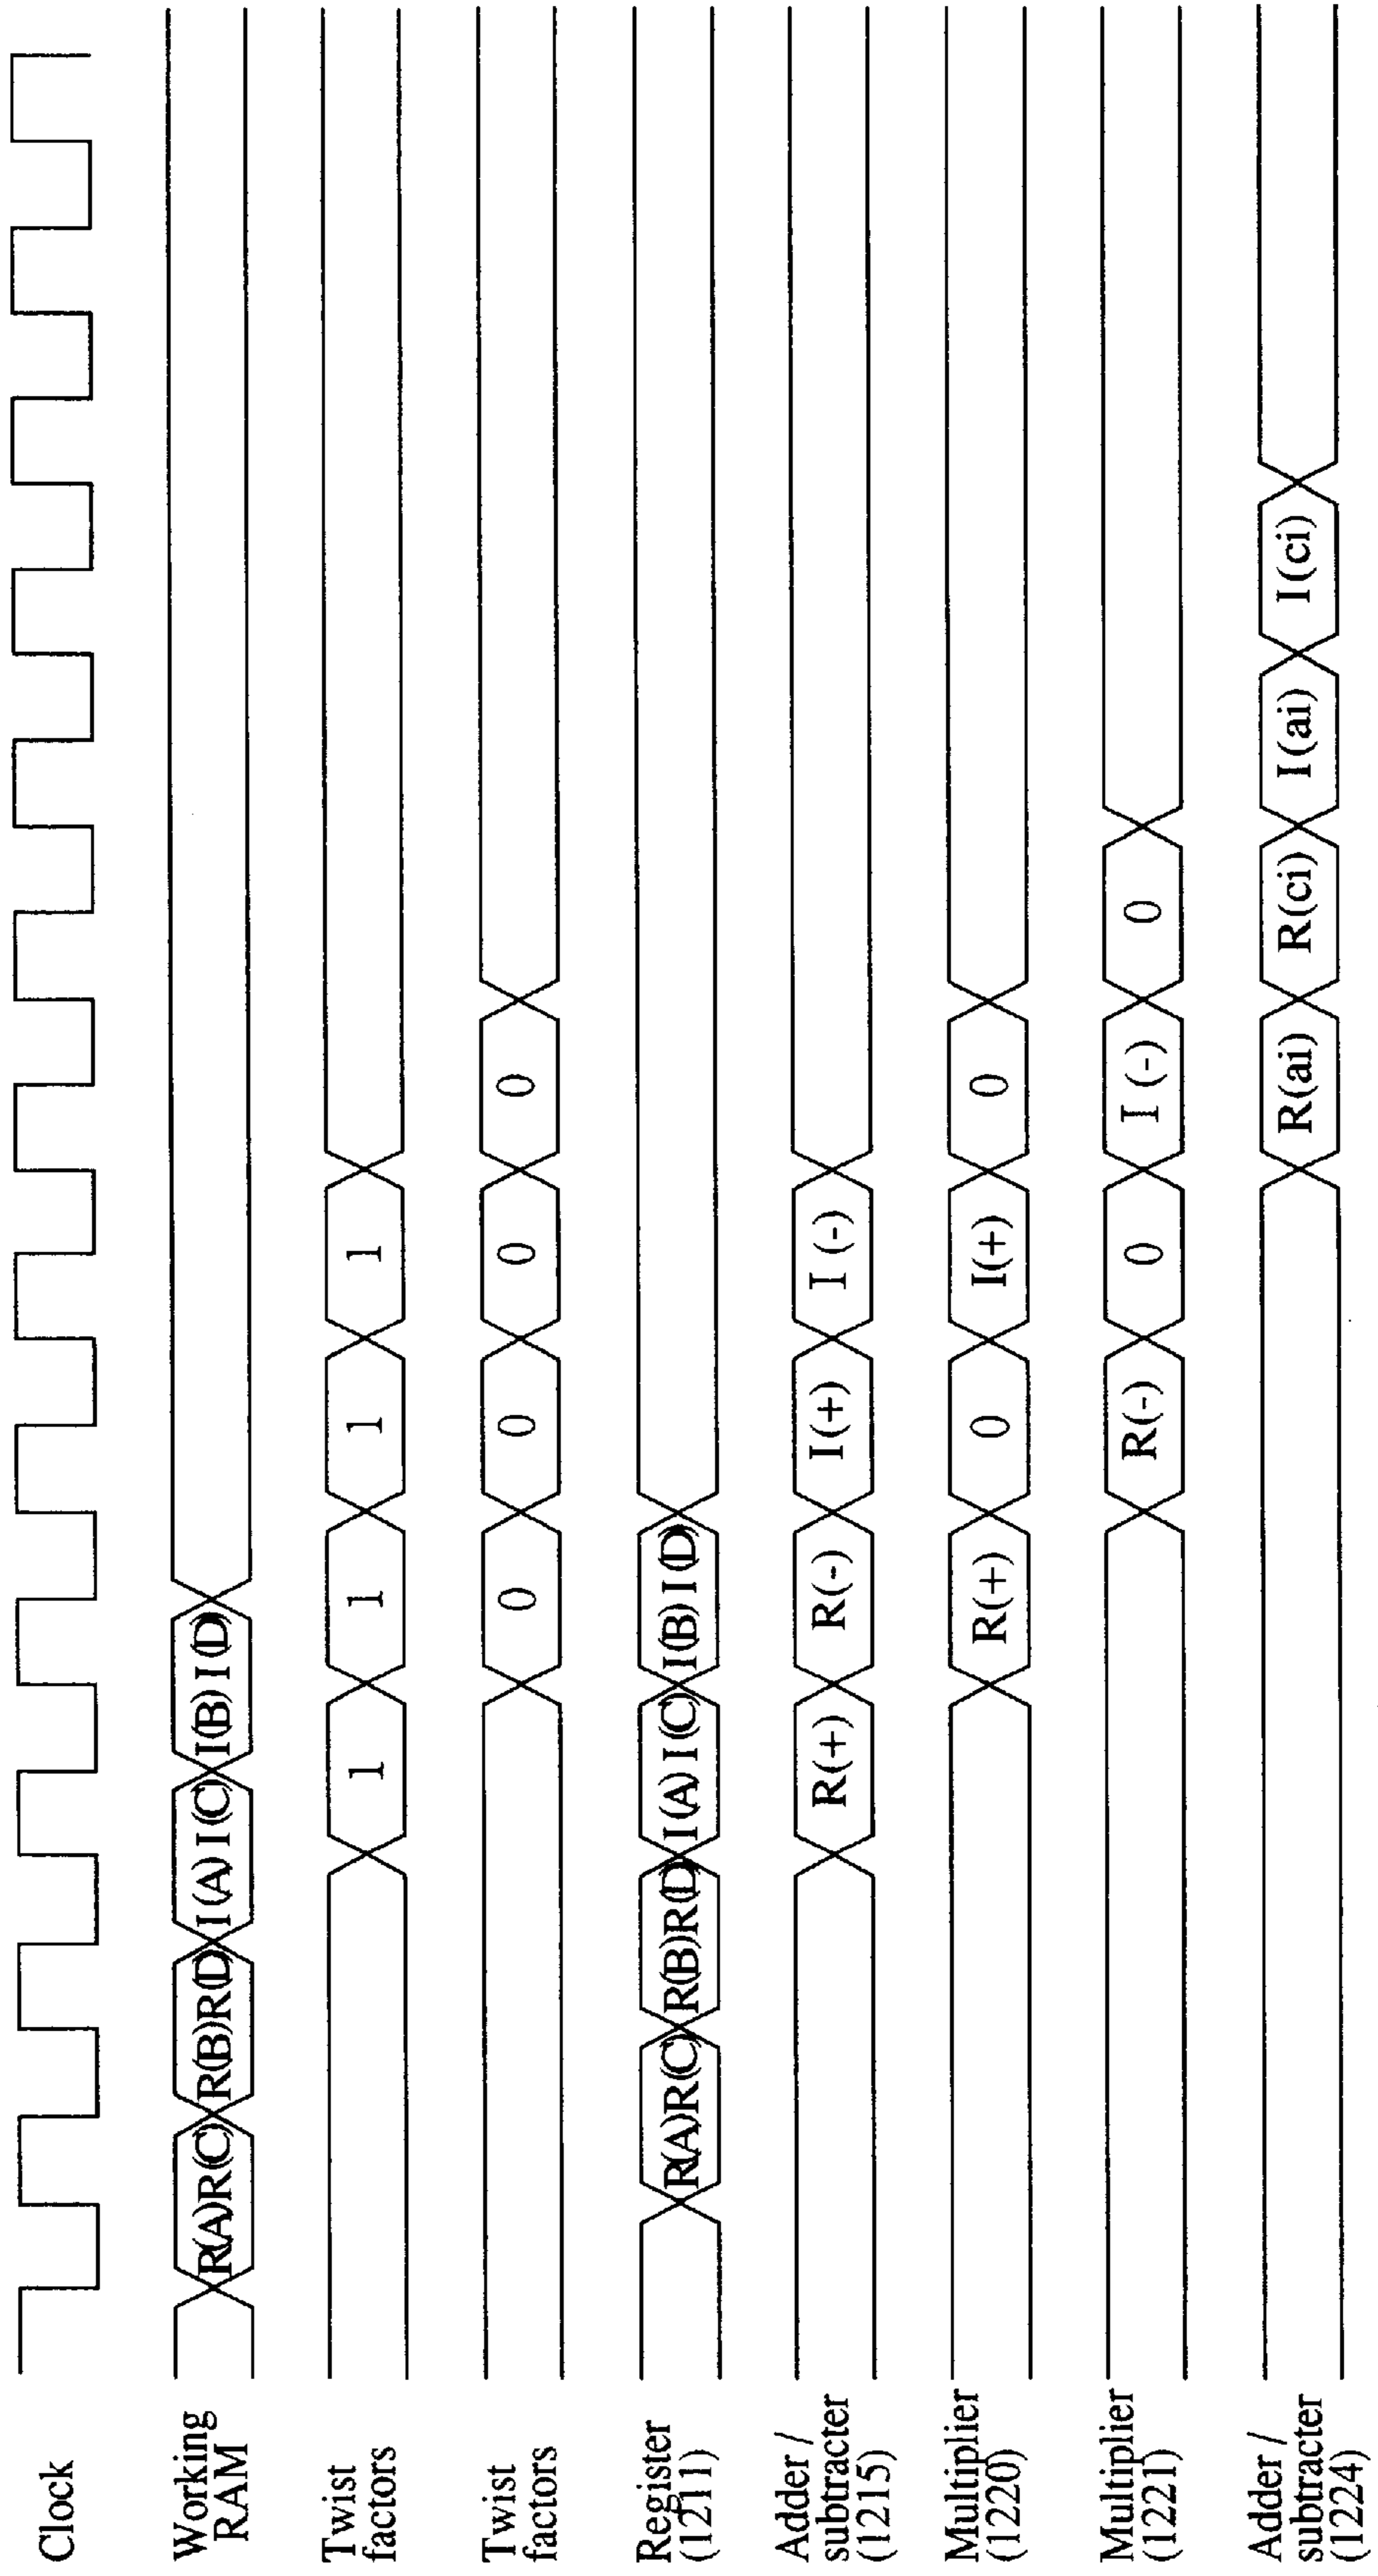 Clock
Working
RAM
R(A)R(C) R(B)R(D) I(A)I(C) I(B)I(D)
Twist
factors
1 1 1 1
Twist
factors
0 0 0 0
Register
(1211)
R(A)R(C) R(B)R(D) I(A)I(C) I(B)I(D)
Adder /
subtracter
(1215)
R(+) R(-) I(+) I(-)
Multiplier
(1220)
R(+) 0 I(+) 0
Multiplier
(1221)
R(-) 0 I(-) 0
Adder /
subtracter
(1224)
R(ai) R(ci) I(ai) I(ci)